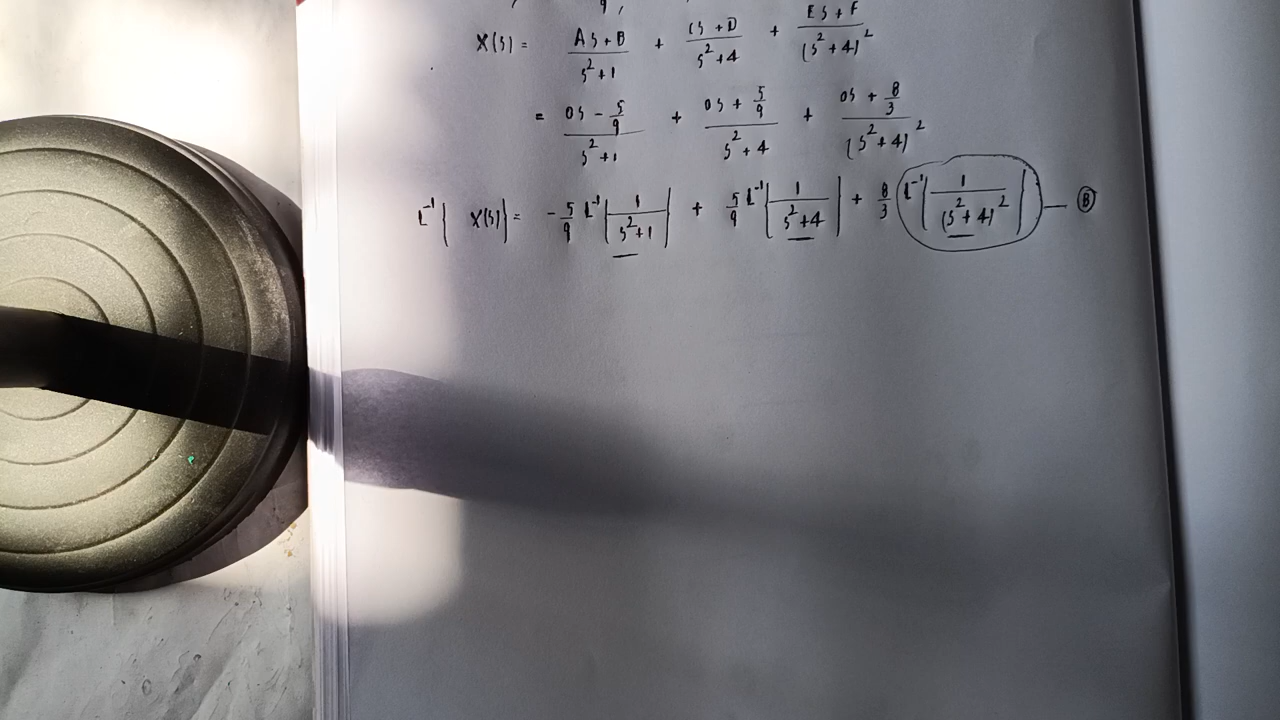 9,
X(s) = As+B/s²+1 + Cs+D/s²+4 + Es+F/(s²+4)²
= 0s - 5/9/s²+1 + 0s + 5/9/s²+4 + 0s + 8/3/(s²+4)²
L⁻¹{ X(s)} = -5/9 L⁻¹{1/s²+1} + 5/9 L⁻¹{1/s²+4} + 8/3 L⁻¹{1/(s²+4)²} — Ⓑ